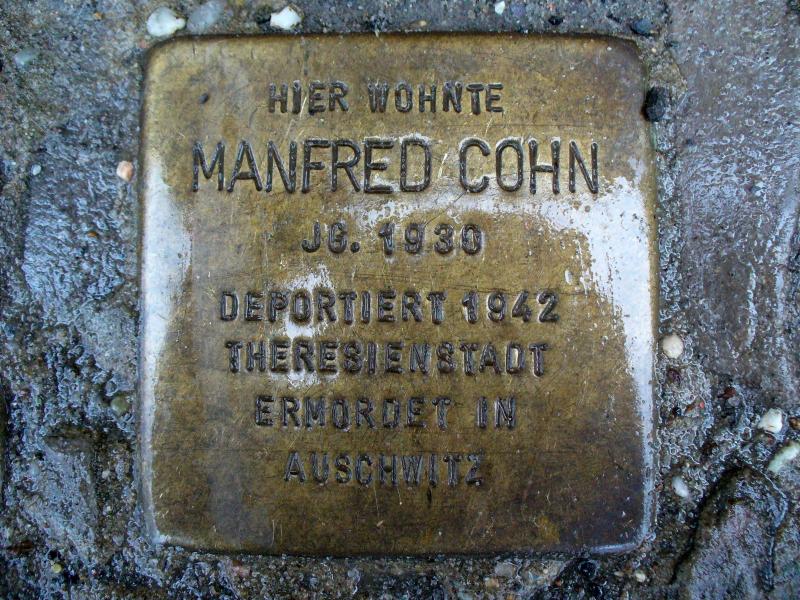 HIER WOHNTE
MANFRED COHN
JG. 1930
DEPORTIERT 1942
THERESIENSTADT
ERMORDET IN
AUSCHWITZ